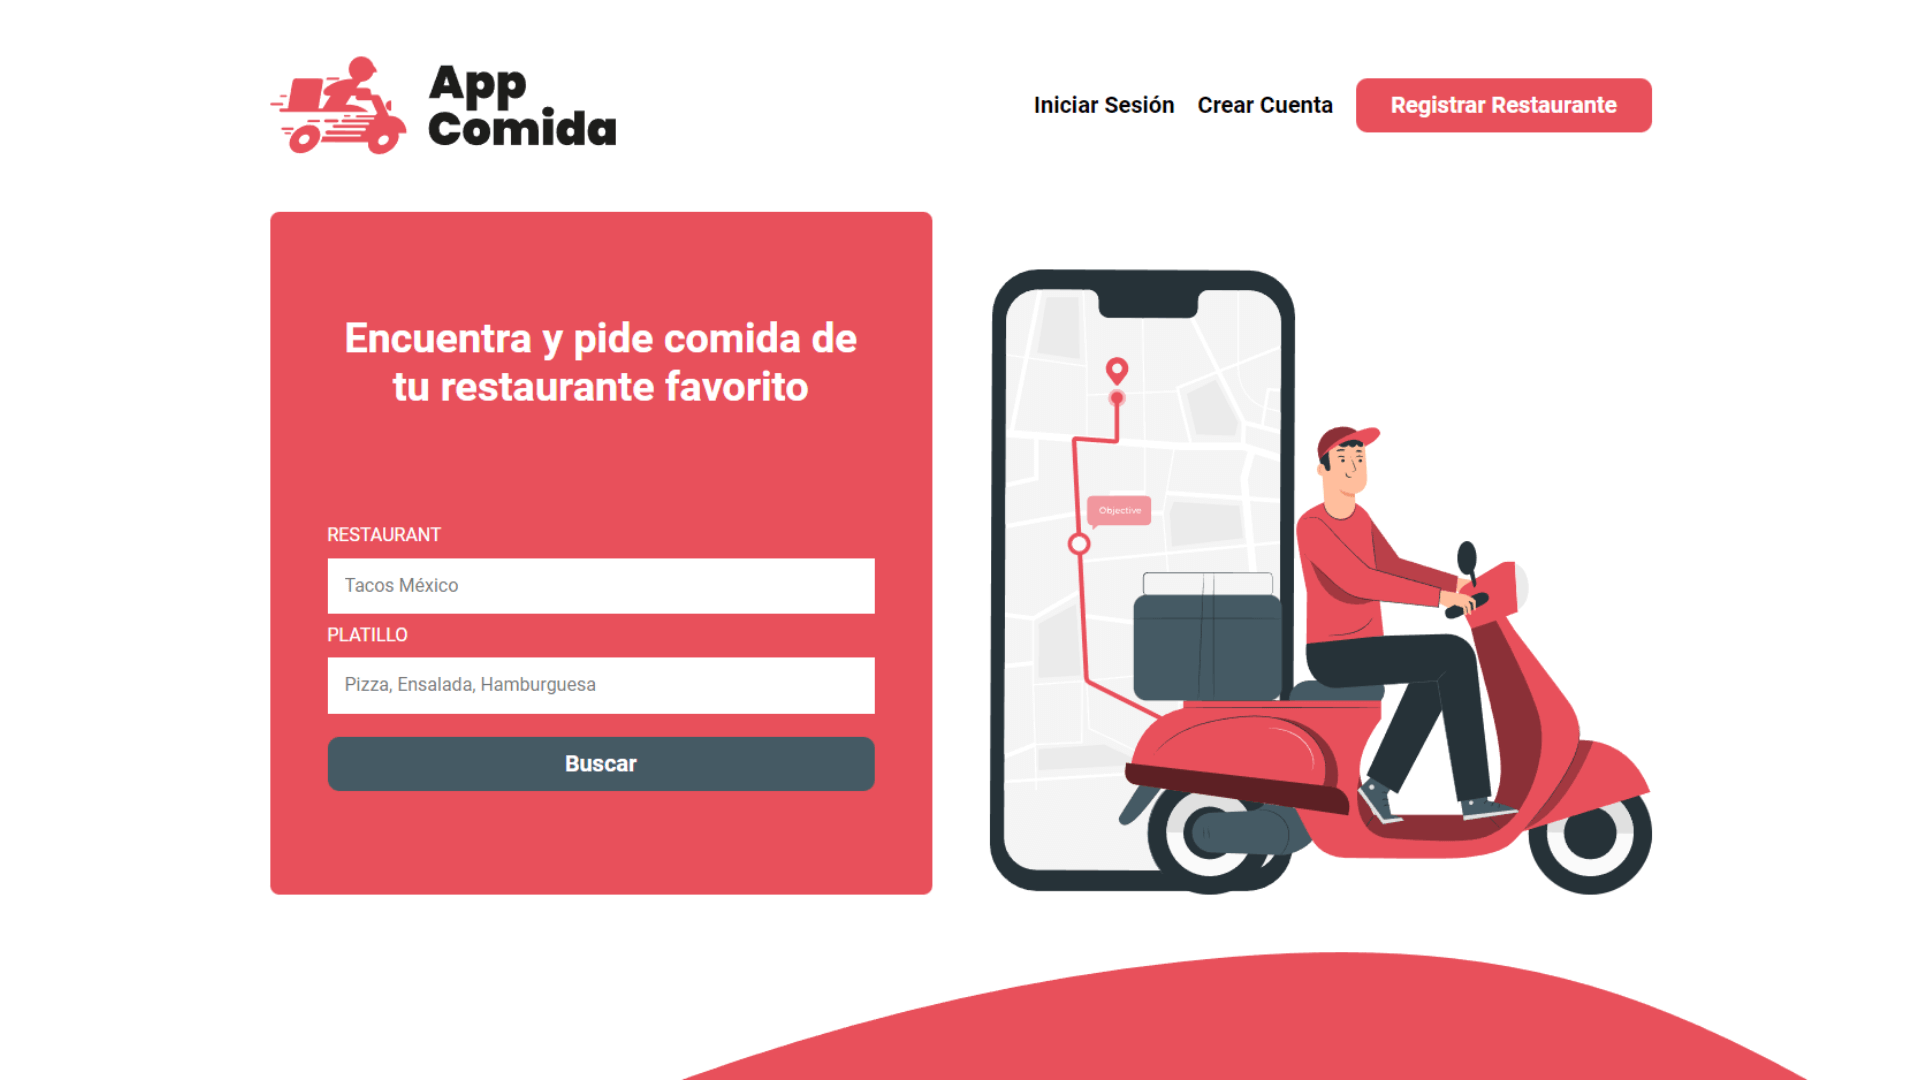 App
Comida
Iniciar Sesión
Crear Cuenta
Registrar Restaurante
Encuentra y pide comida de
tu restaurante favorito
RESTAURANT
Tacos México
PLATILLO
Pizza, Ensalada, Hamburguesa
Buscar
Objective